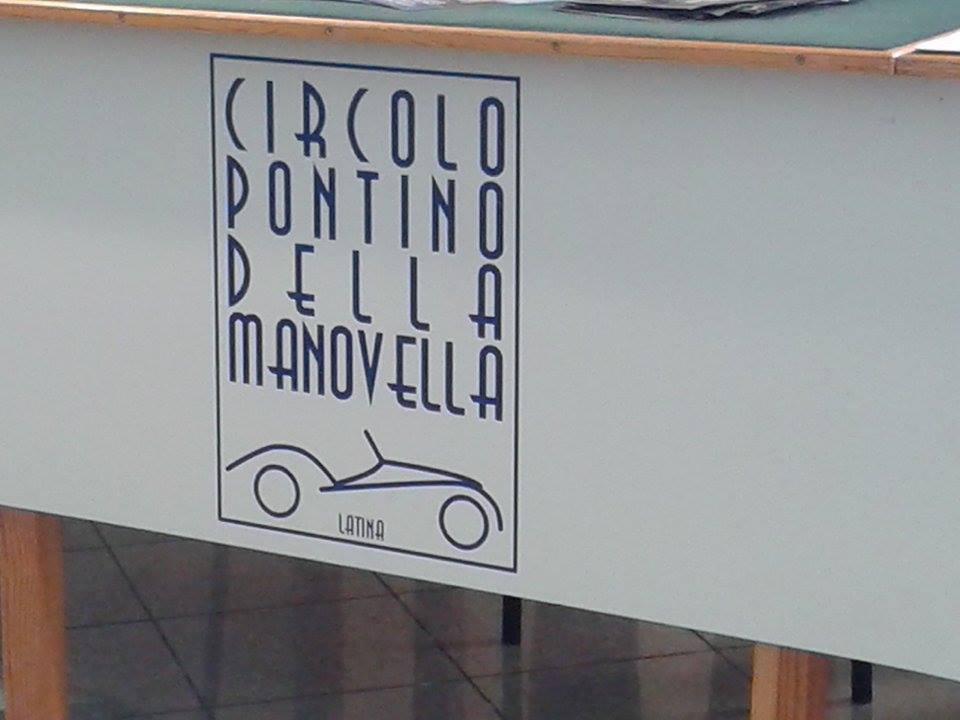 CIRCOLO
PONTINO
DELLA
MANOVELLA
LATINA